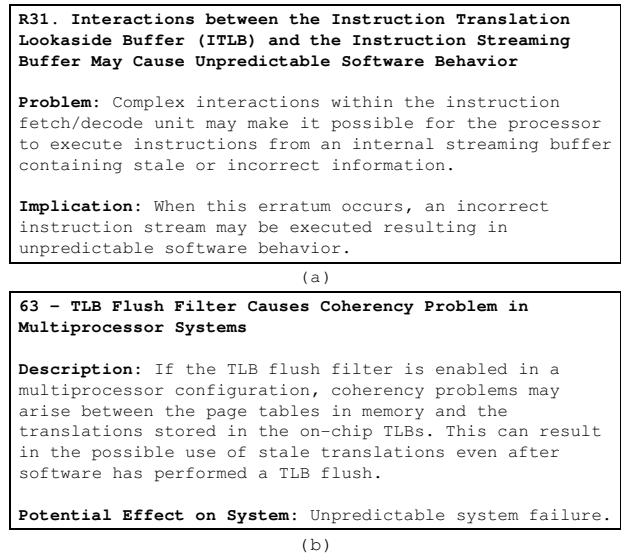 R31. Interactions between the Instruction Translation
Lookaside Buffer (ITLB) and the Instruction Streaming
Buffer May Cause Unpredictable Software Behavior
Problem: Complex interactions within the instruction
fetch/decode unit may make it possible for the processor
to execute instructions from an internal streaming buffer
containing stale or incorrect information.
Implication: When this erratum occurs, an incorrect
instruction stream may be executed resulting in
unpredictable software behavior.
(a)
63 - TLB Flush Filter Causes Coherency Problem in
Multiprocessor Systems
Description: If the TLB flush filter is enabled in a
multiprocessor configuration, coherency problems may
arise between the page tables in memory and the
translations stored in the on-chip TLBs. This can result
in the possible use of stale translations even after
software has performed a TLB flush.
Potential Effect on System: Unpredictable system failure.
(b)